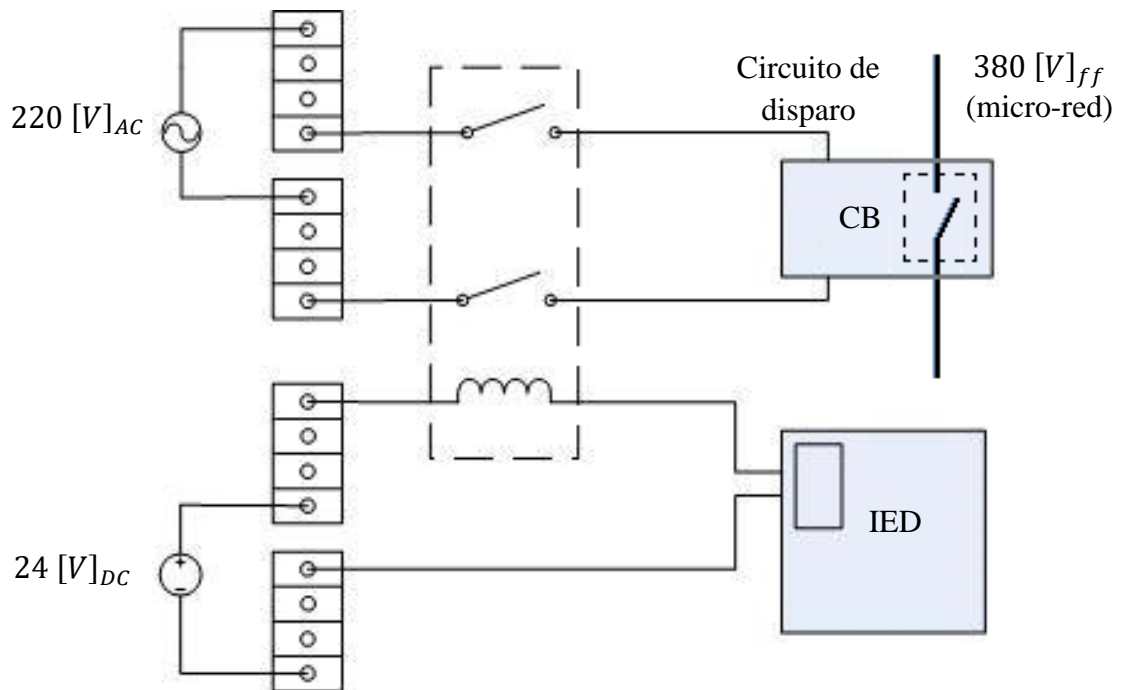 220 [V]AC
Circuito de
disparo
380 [V]ff
(micro-red)
CB
IED
24 [V]DC
+
-